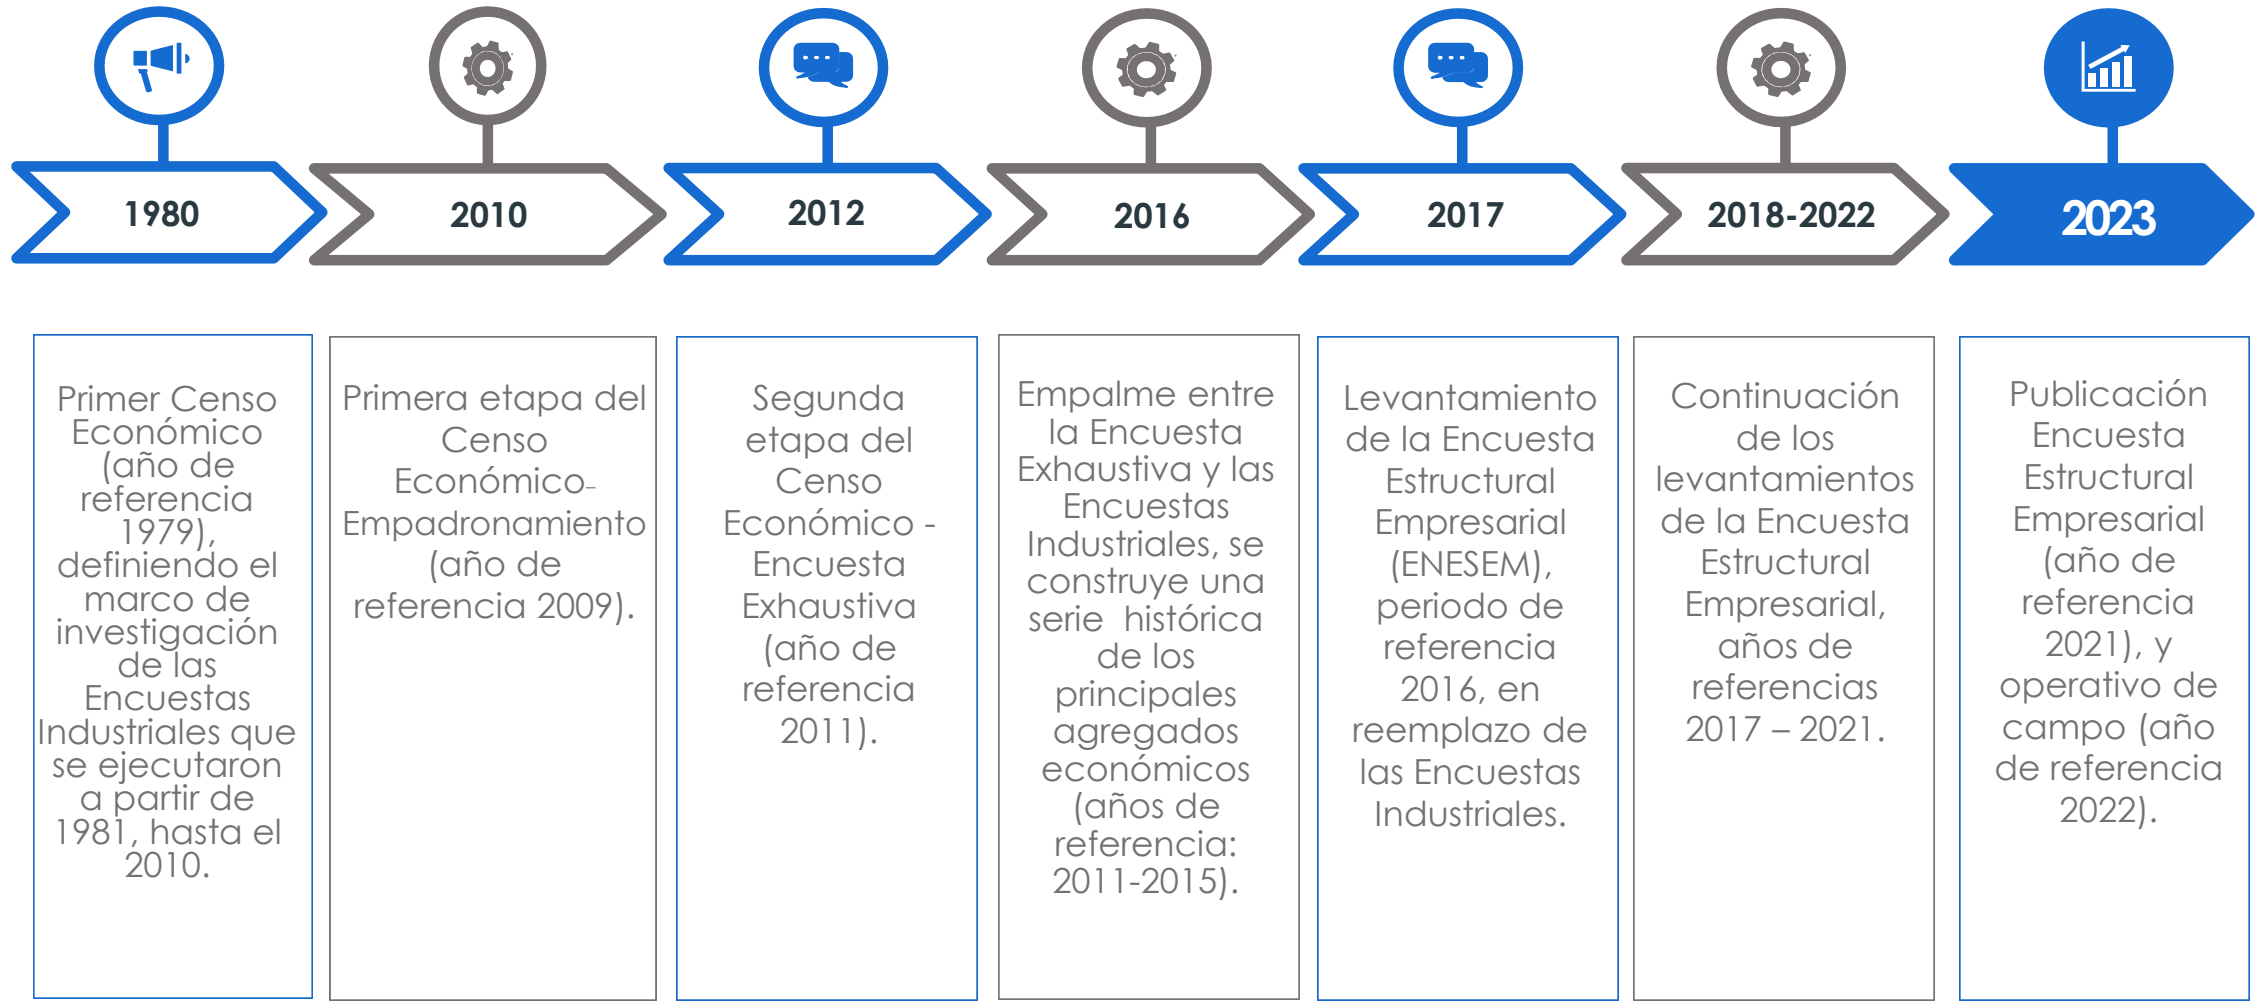 1980
2010
2012
2016
2017
2018-2022
2023
Primer Censo
Económico
(año de
referencia
1979),
definiendo el
marco de
investigación
de las
Encuestas
Industriales que
se ejecutaron
a partir de
1981, hasta el
2010.
Primera etapa del
Censo
Económico-
Empadronamiento
(año de
referencia 2009).
Segunda
etapa del
Censo
Económico -
Encuesta
Exhaustiva
(año de
referencia
2011).
Empalme entre
la Encuesta
Exhaustiva y las
Encuestas
Industriales, se
construye una
serie  histórica
de los
principales
agregados
económicos
(años de
referencia:
2011-2015).
Levantamiento
de la Encuesta
Estructural
Empresarial
(ENESEM),
periodo de
referencia
2016, en
reemplazo de
las Encuestas
Industriales.
Continuación
de los
levantamientos
de la Encuesta
Estructural
Empresarial,
años de
referencias
2017 – 2021.
Publicación
Encuesta
Estructural
Empresarial
(año de
referencia
2021), y
operativo de
campo (año
de referencia
2022).